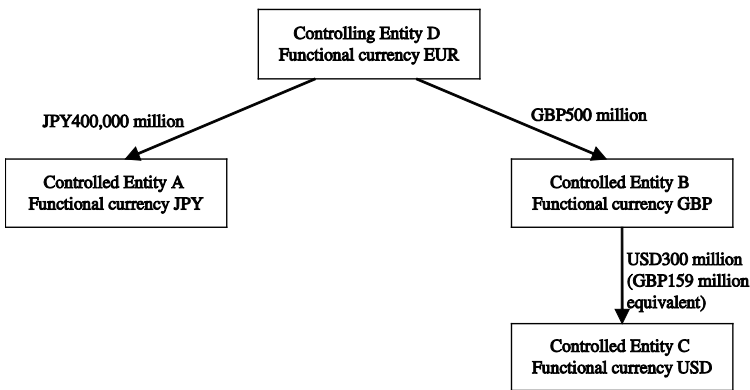 Controlling Entity D
Functional currency EUR
JPY400,000 million
GBP500 million
Controlled Entity A
Functional currency JPY
Controlled Entity B
Functional currency GBP
USD300 million
(GBP159 million
equivalent)
Controlled Entity C
Functional currency USD